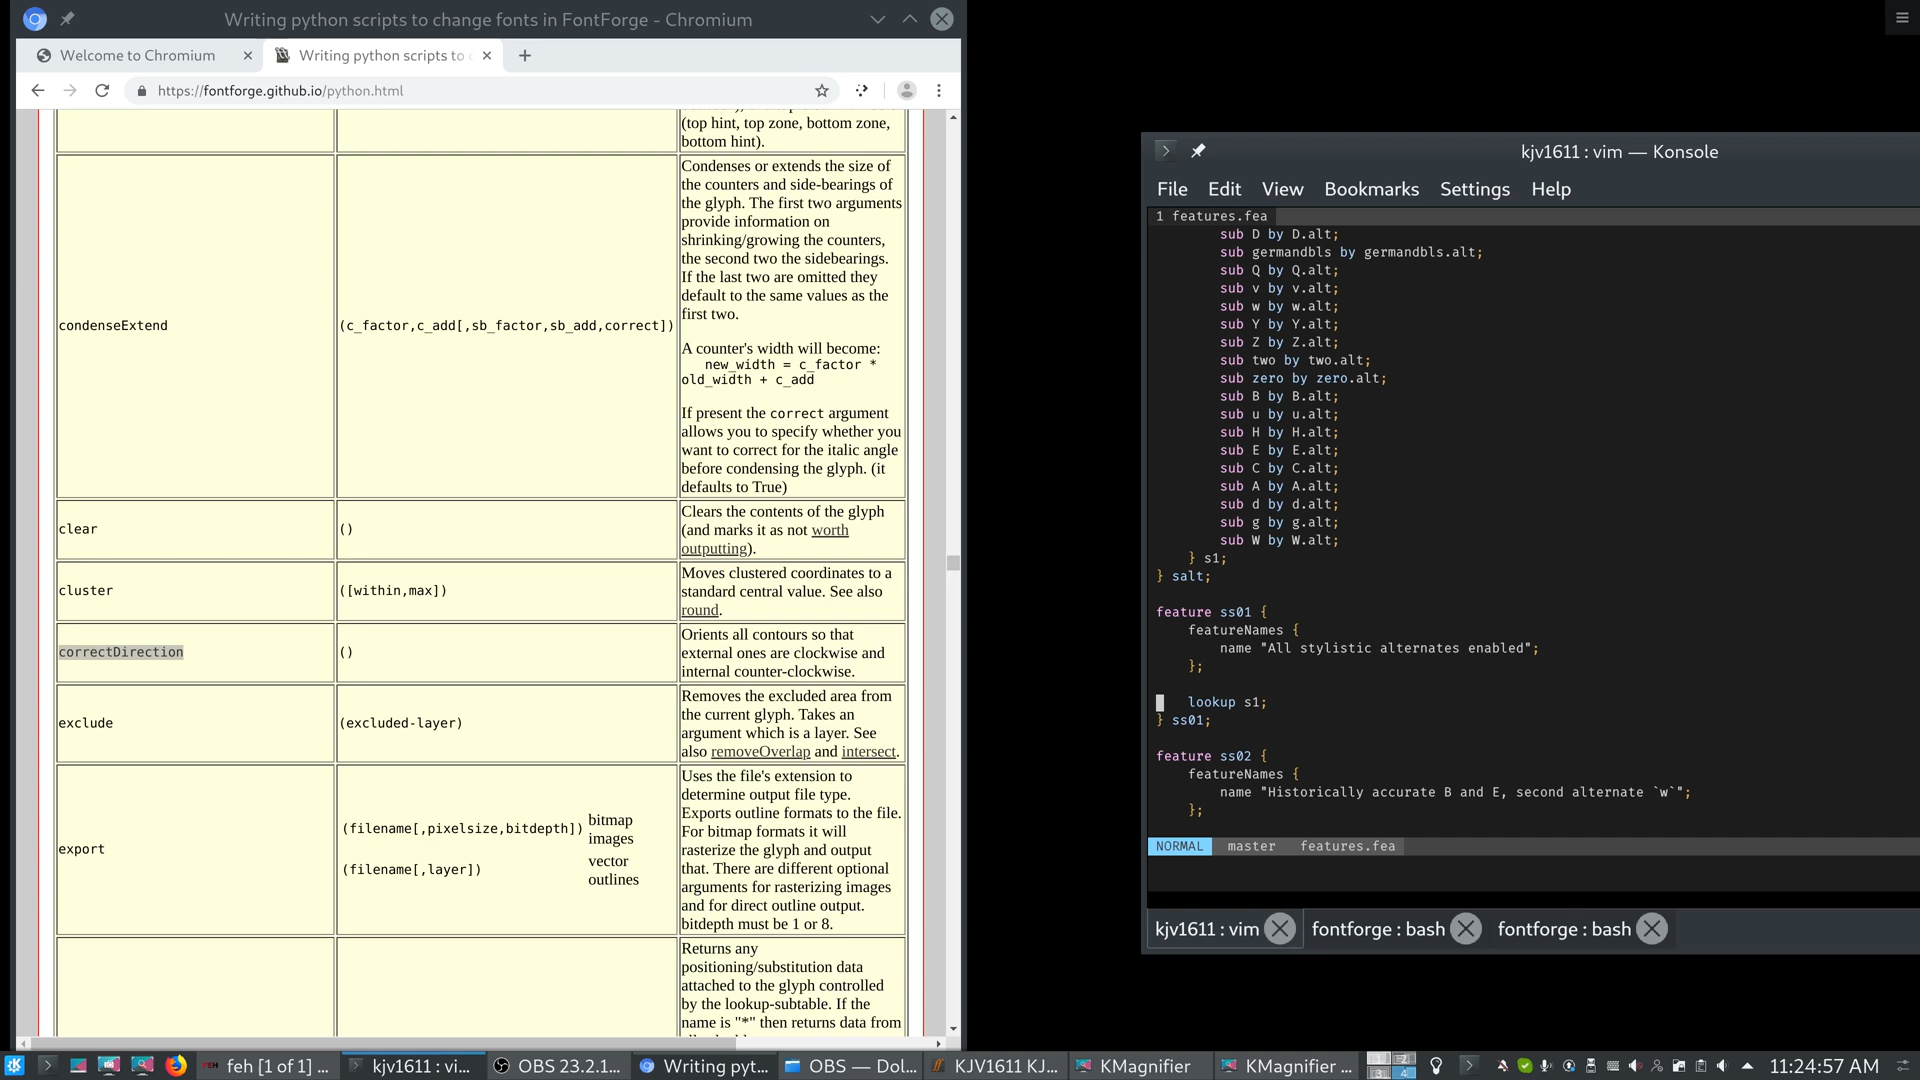 Writing python scripts to change fonts in FontForge - Chromium
Welcome to Chromium
Writing python scripts to c
https://fontforge.github.io/python.html
(top hint, top zone, bottom zone,
bottom hint).
condenseExtend
(c_factor,c_add[,sb_factor,sb_add,correct])
Condenses or extends the size of
the counters and side-bearings of
the glyph. The first two arguments
provide information on
shrinking/growing the counters,
the second two the sidebearings.
If the last two are omitted they
default to the same values as the
first two.
A counter's width will become:
new_width = c_factor *
old_width + c_add
If present the correct argument
allows you to specify whether you
want to correct for the italic angle
before condensing the glyph. (it
defaults to True)
clear
()
Clears the contents of the glyph
(and marks it as not worth
outputting).
cluster
([within,max])
Moves clustered coordinates to a
standard central value. See also
round.
correctDirection
()
Orients all contours so that
external ones are clockwise and
internal counter-clockwise.
exclude
(excluded-layer)
Removes the excluded area from
the current glyph. Takes an
argument which is a layer. See
also removeOverlap and intersect.
export
(filename[,pixelsize,bitdepth])
bitmap
images
(filename[,layer])
vector
outlines
Uses the file's extension to
determine output file type.
Exports outline formats to the file.
For bitmap formats it will
rasterize the glyph and output
that. There are different optional
arguments for rasterizing images
and for direct outline output.
bitdepth must be 1 or 8.
Returns any
positioning/substitution data
attached to the glyph controlled
by the lookup-subtable. If the
name is "*" then returns data from
kjv1611 : vim — Konsole
File Edit View Bookmarks Settings Help
1 features.fea
sub D by D.alt;
sub germandbls by germandbls.alt;
sub Q by Q.alt;
sub v by v.alt;
sub w by w.alt;
sub Y by Y.alt;
sub Z by Z.alt;
sub two by two.alt;
sub zero by zero.alt;
sub B by B.alt;
sub u by u.alt;
sub H by H.alt;
sub E by E.alt;
sub C by C.alt;
sub A by A.alt;
sub d by d.alt;
sub g by g.alt;
sub W by W.alt;
} s1;
} salt;
feature ss01 {
featureNames {
name "All stylistic alternates enabled";
};
lookup s1;
} ss01;
feature ss02 {
featureNames {
name "Historically accurate B and E, second alternate `w`";
};
NORMAL master features.fea
kjv1611 : vim
fontforge : bash
fontforge : bash
feh [1 of 1] ...
kjv1611 : vi...
OBS 23.2.1...
Writing pyt...
OBS — Dol...
KJV1611 KJ...
KMagnifier
KMagnifier ...
1 2
3 4
11:24:57 AM